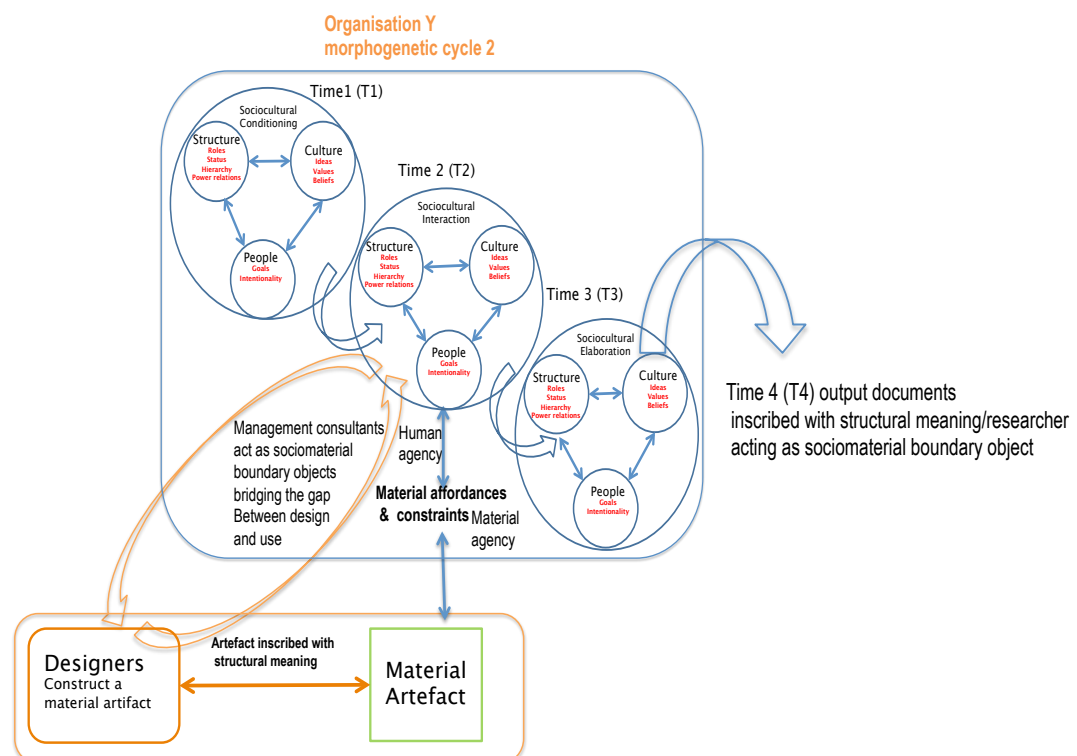 Organisation Y
morphogenetic cycle 2
Time1 (T1)
Sociocultural
Conditioning
Structure
Roles
Status
Hierarchy
Power relations
Culture
Ideas
Values
Beliefs
People
Goals
Intentionality
Time 2 (T2)
Sociocultural
Interaction
Structure
Roles
Status
Hierarchy
Power relations
Culture
Ideas
Values
Beliefs
People
Goals
Intentionality
Time 3 (T3)
Sociocultural
Elaboration
Structure
Roles
Status
Hierarchy
Power relations
Culture
Ideas
Values
Beliefs
People
Goals
Intentionality
Time 4 (T4) output documents
inscribed with structural meaning/researcher
acting as sociomaterial boundary object
Management consultants
act as sociomaterial
boundary objects
bridging the gap
Between design
and use
Human
agency
Material affordances
& constraints
Material
agency
Designers
Construct a
material artifact
Artefact inscribed with
structural meaning
Material
Artefact